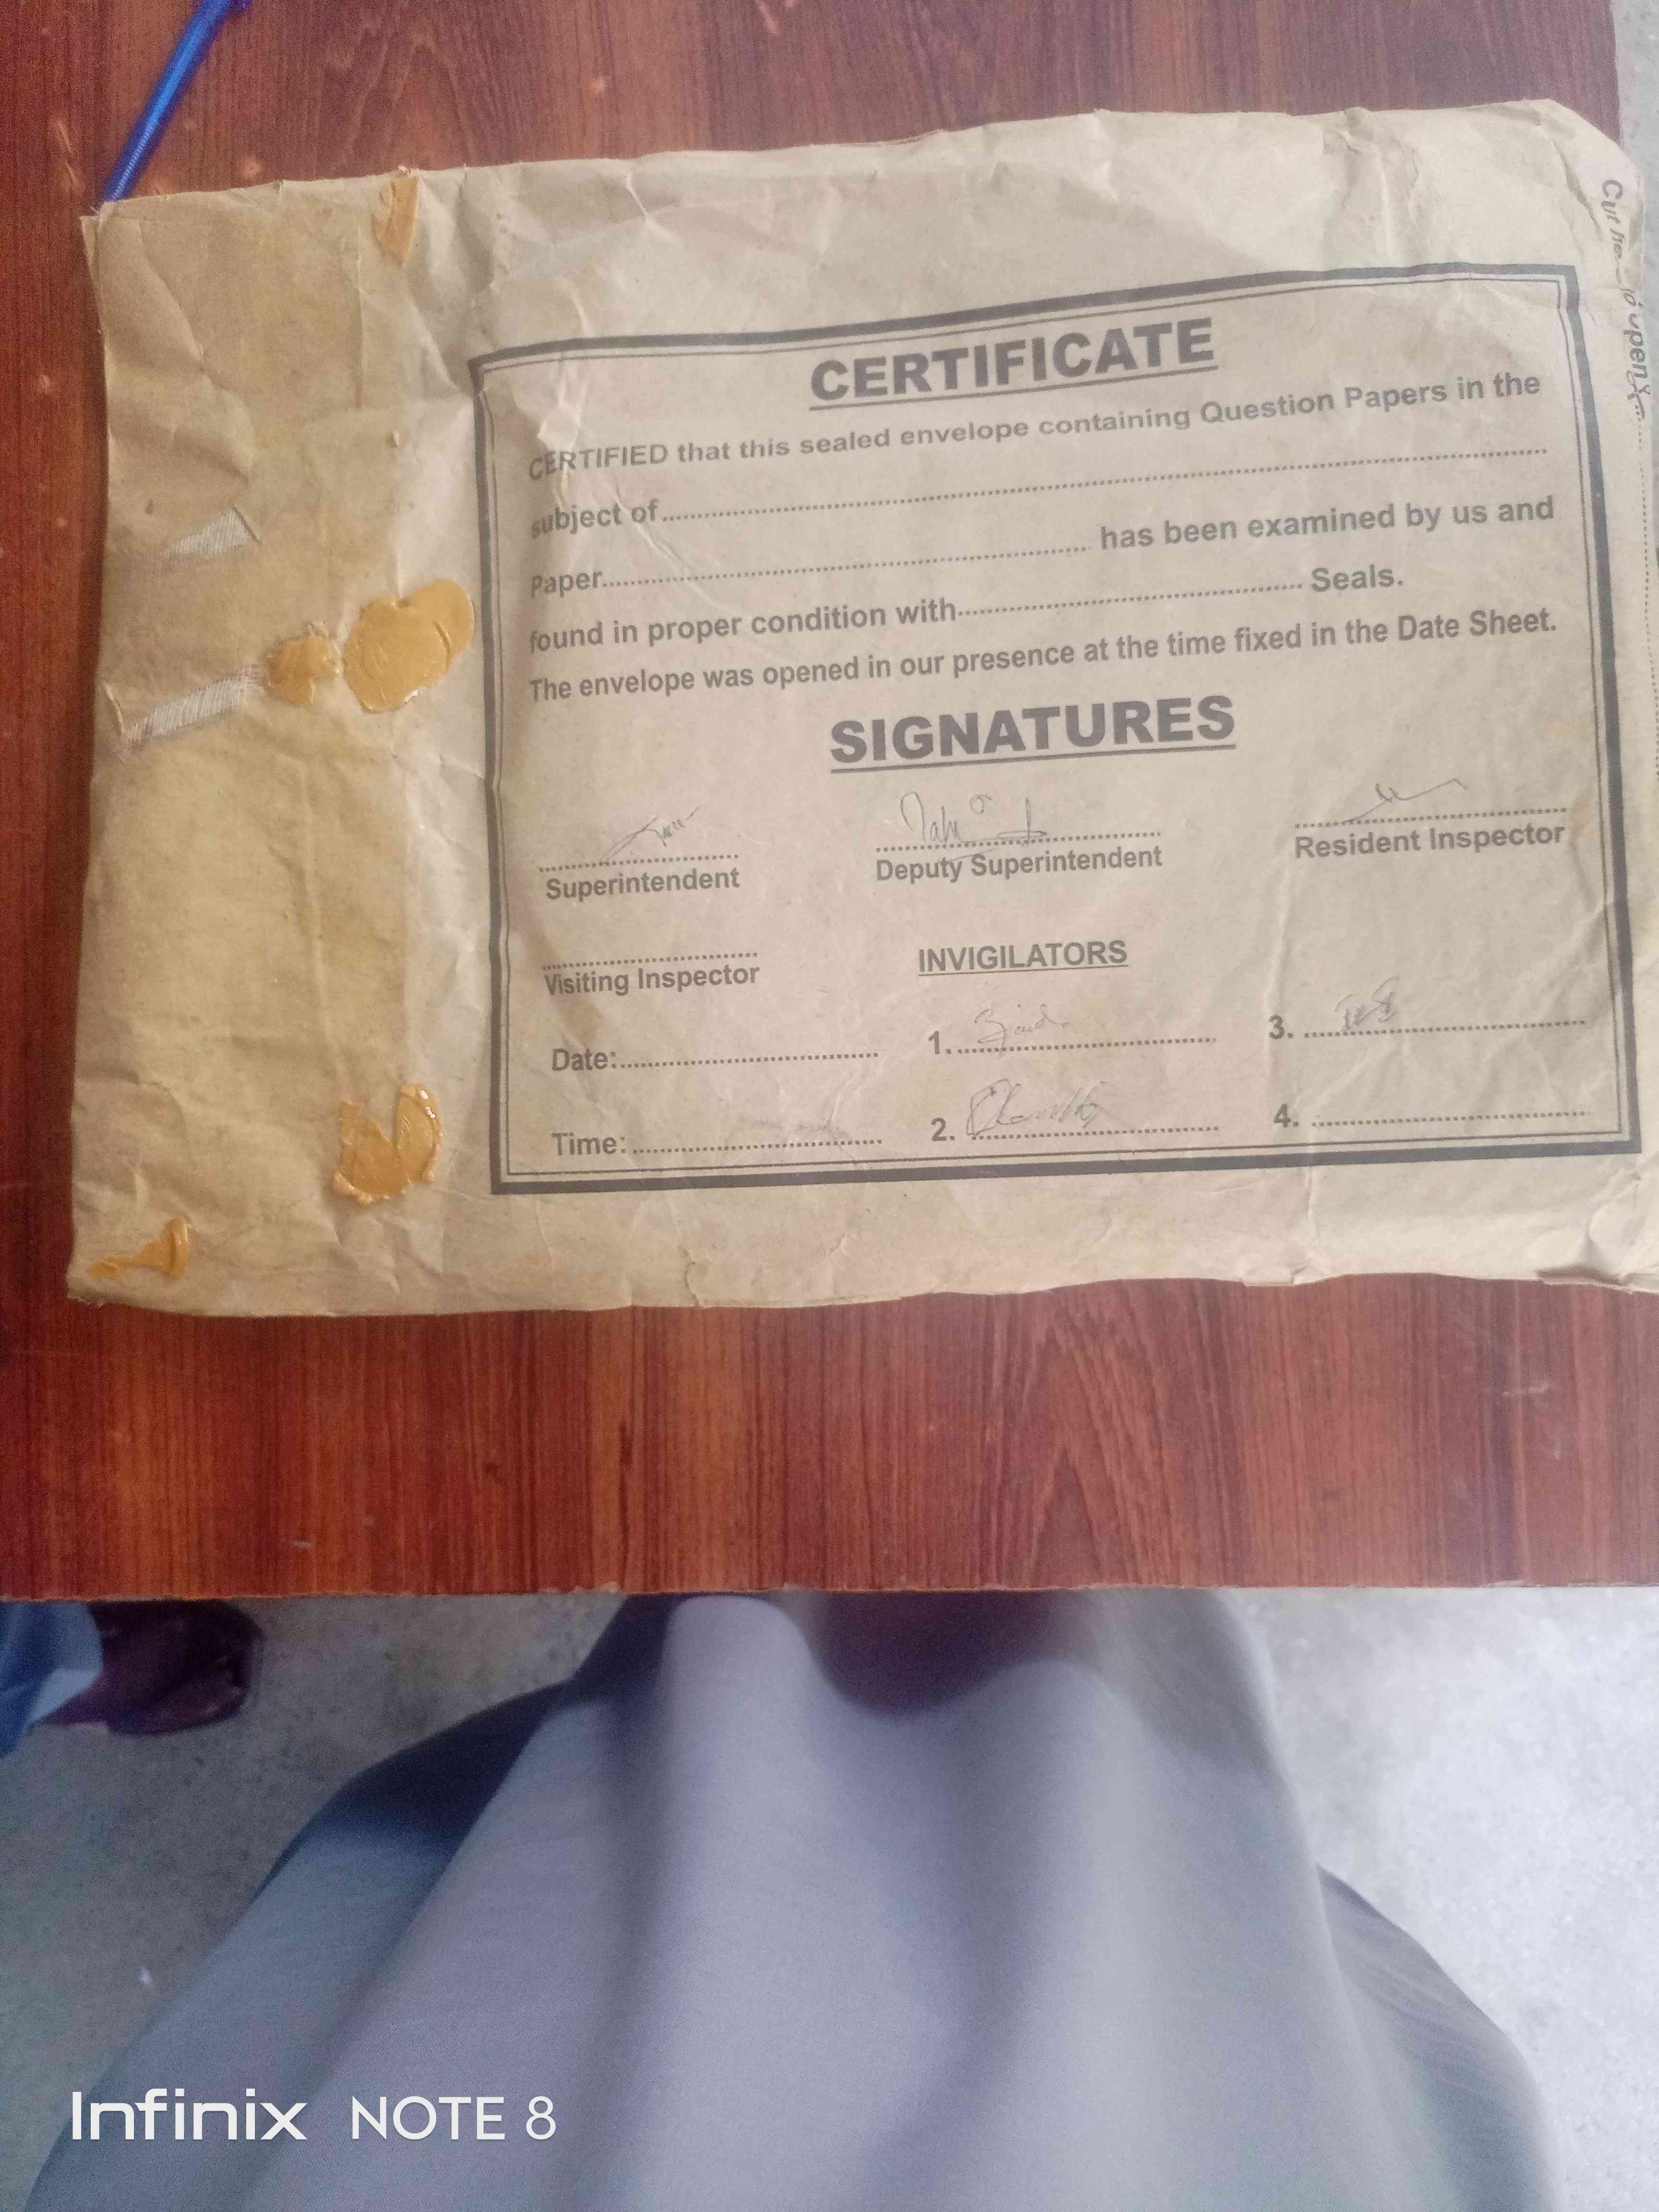 CERTIFICATE
CERTIFIED that this sealed envelope containing Question Papers in the
subject of
Paper has been examined by us and
found in proper condition with Seals.
The envelope was opened in our presence at the time fixed in the Date Sheet.
SIGNATURES
Superintendent Deputy Superintendent Resident Inspector
Visiting Inspector INVIGILATORS
Date: 1. 3.
Time: 2. 4.
open
Infinix NOTE 8